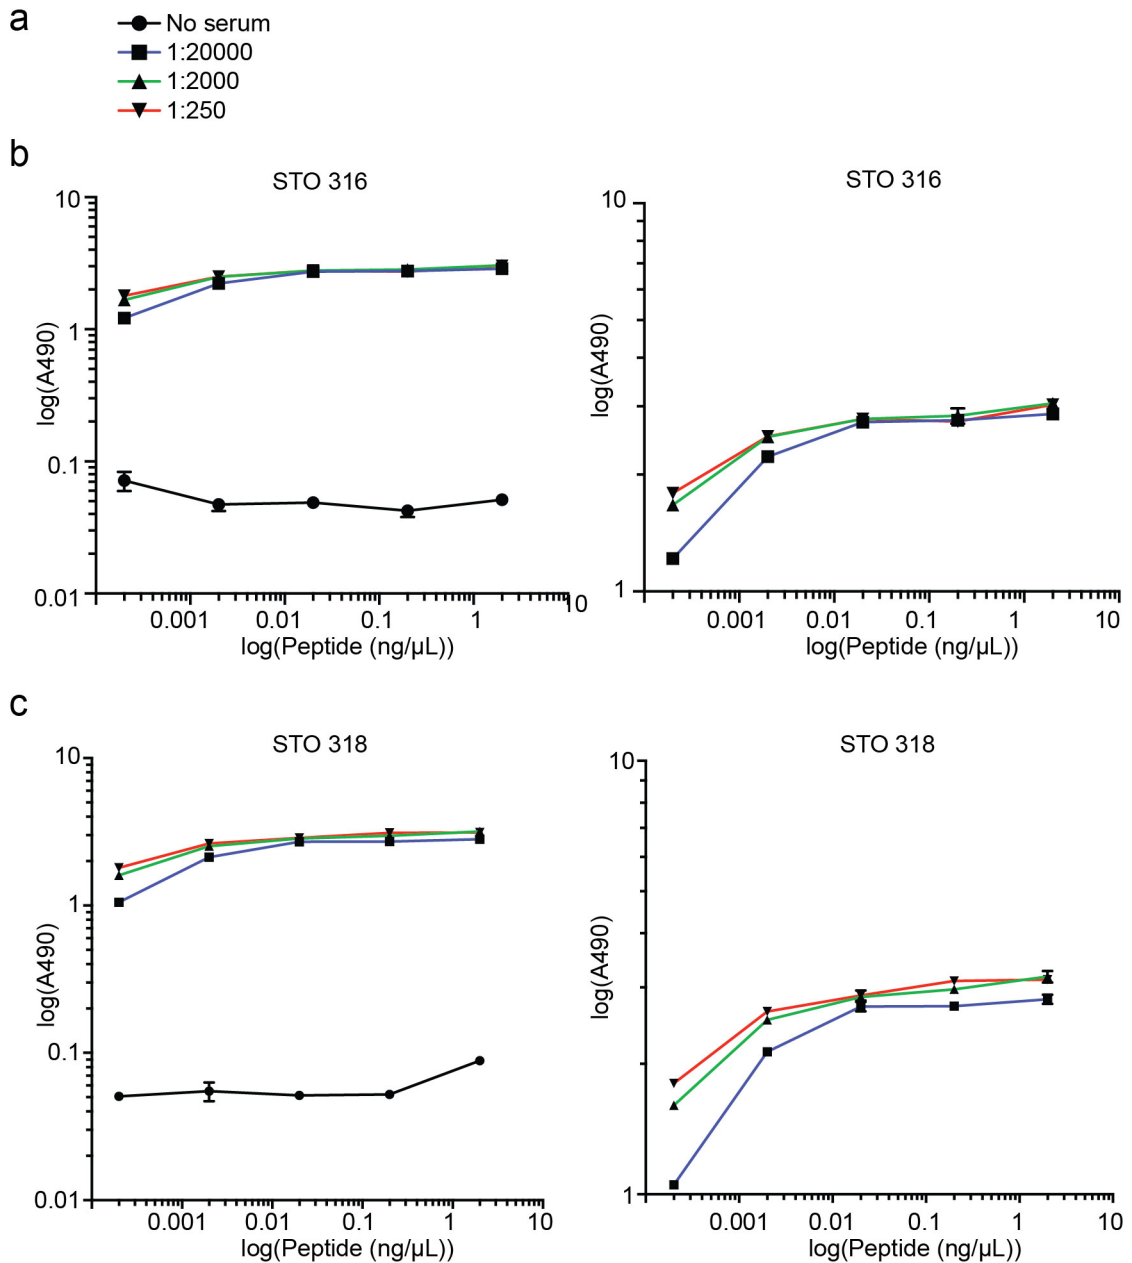 a
No serum
1:20000
1:2000
1:250
b
STO 316
10
1
0.1
0.01
log(A490)
0.001 0.01 0.1 1 0
log(Peptide (ng/µL))
STO 316
10
1
log(A490)
0.001 0.01 0.1 1 10
log(Peptide (ng/µL))
c
STO 318
10
1
0.1
0.01
log(A490)
0.001 0.01 0.1 1 10
log(Peptide (ng/µL))
STO 318
10
1
log(A490)
0.001 0.01 0.1 1 10
log(Peptide (ng/µL))